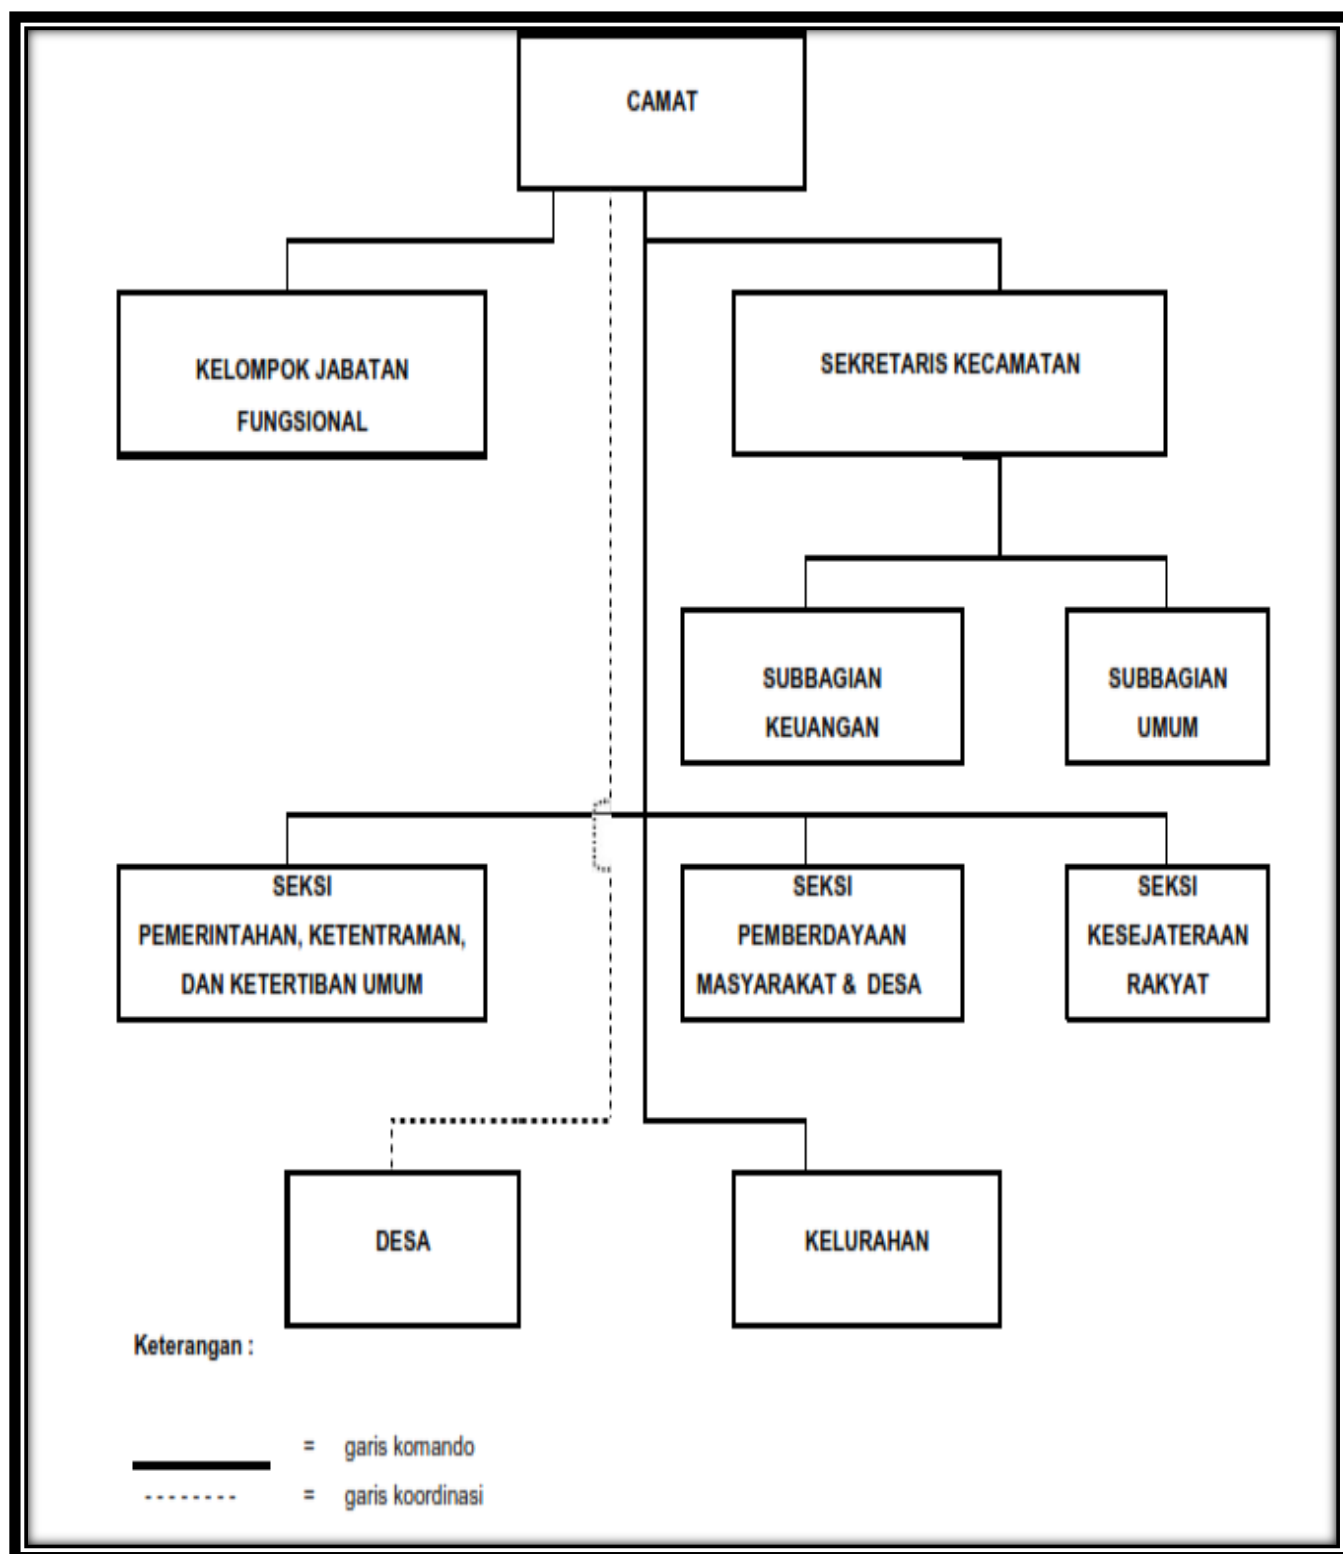 CAMAT
KELOMPOK JABATAN
FUNGSIONAL
SEKRETARIS KECAMATAN
SUBBAGIAN
KEUANGAN
SUBBAGIAN
UMUM
SEKSI
PEMERINTAHAN, KETENTRAMAN,
DAN KETERTIBAN UMUM
SEKSI
PEMBERDAYAAN
MASYARAKAT & DESA
SEKSI
KESEJATERAAN
RAKYAT
DESA
KELURAHAN
Keterangan :
= garis komando
= garis koordinasi